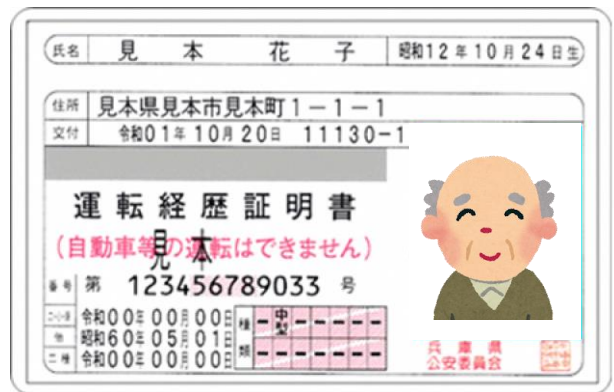 氏名 見本 花子 昭和12年10月24日生
住所 見本県見本市見本町1-1-1
交付 令和01年10月20日 11130-1
運転経歴証明書
(自動車等の運転はできません)
見本
番号 第 123456789033 号
二・小・原 令和00年00月00日
他 昭和60年05月01日
二種 令和00年00月00日
種類 - 中型 - - - - -
- - - - - - -
兵庫県
公安委員会